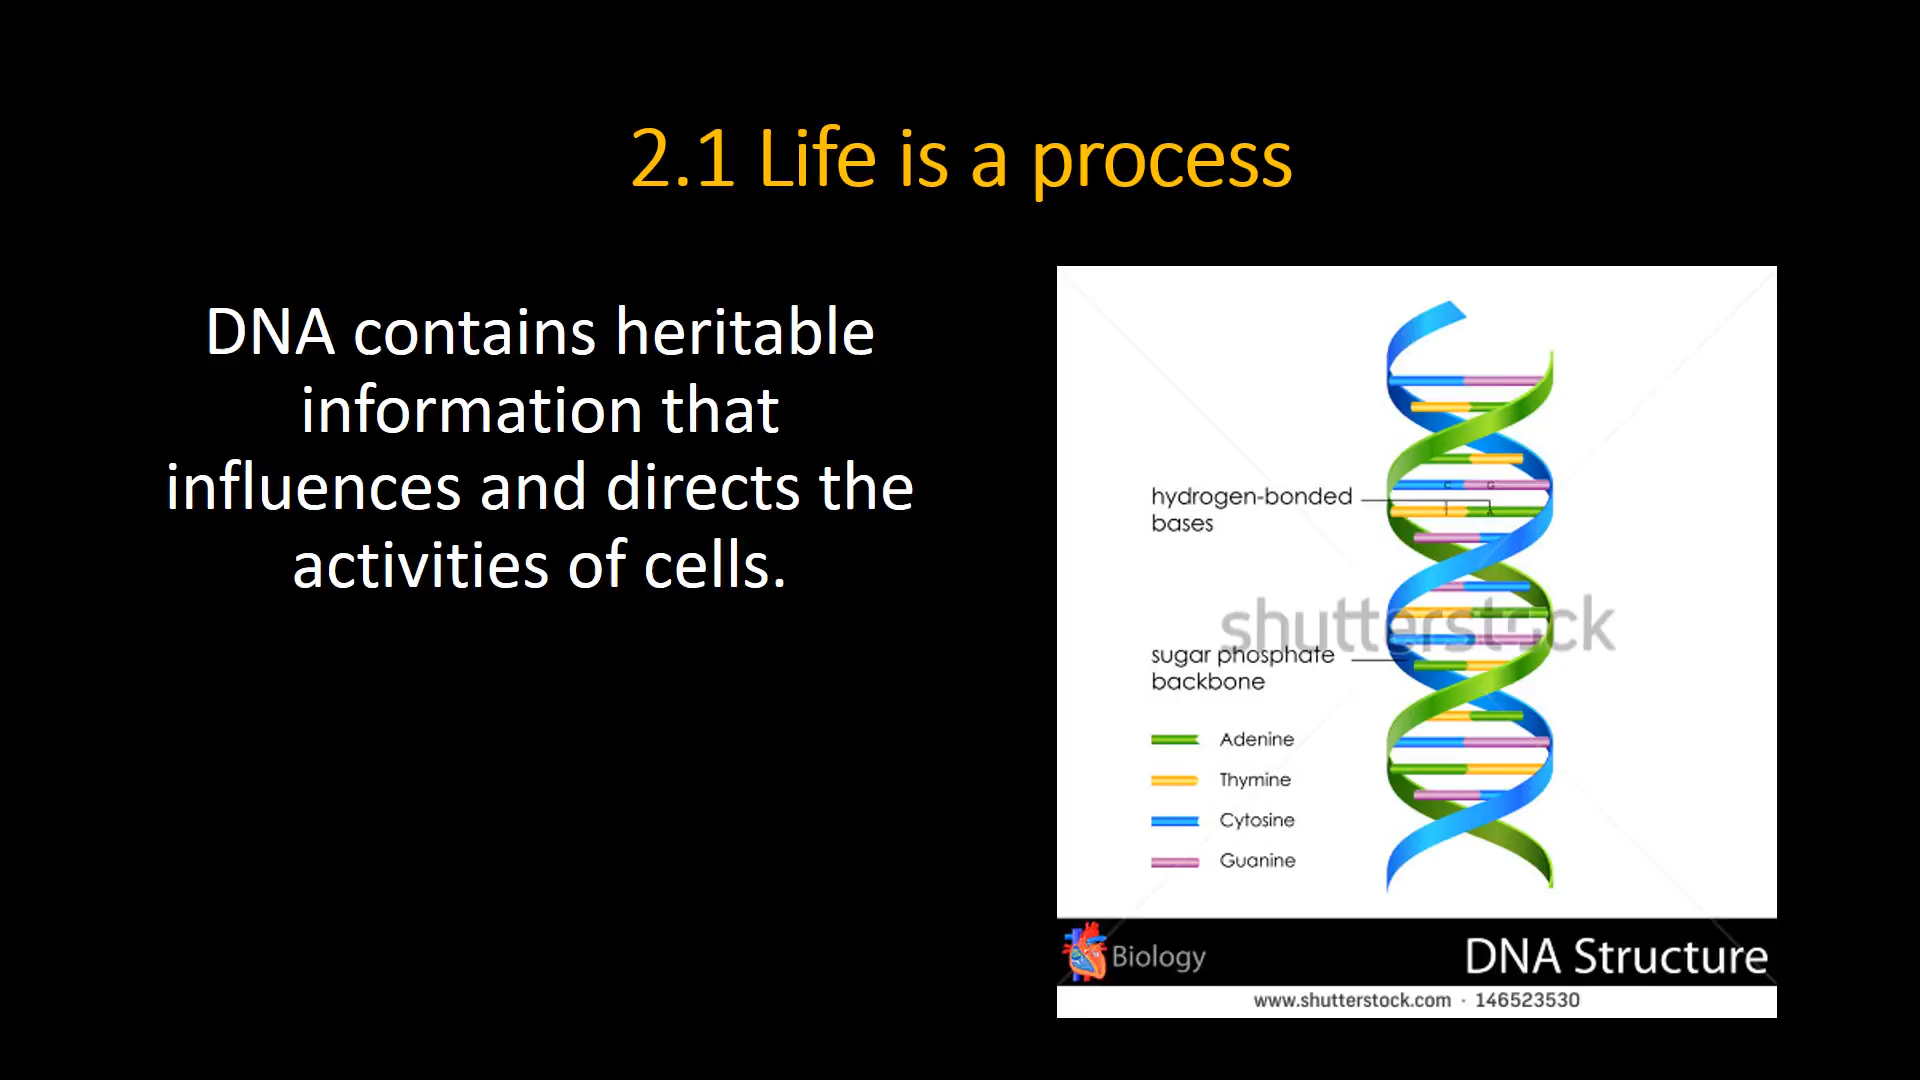 2.1 Life is a process
DNA contains heritable
information that
influences and directs the
activities of cells.
hydrogen-bonded
bases
C G
T A
shutterstock
sugar phosphate
backbone
Adenine
Thymine
Cytosine
Guanine
Biology
DNA Structure
www.shutterstock.com · 146523530